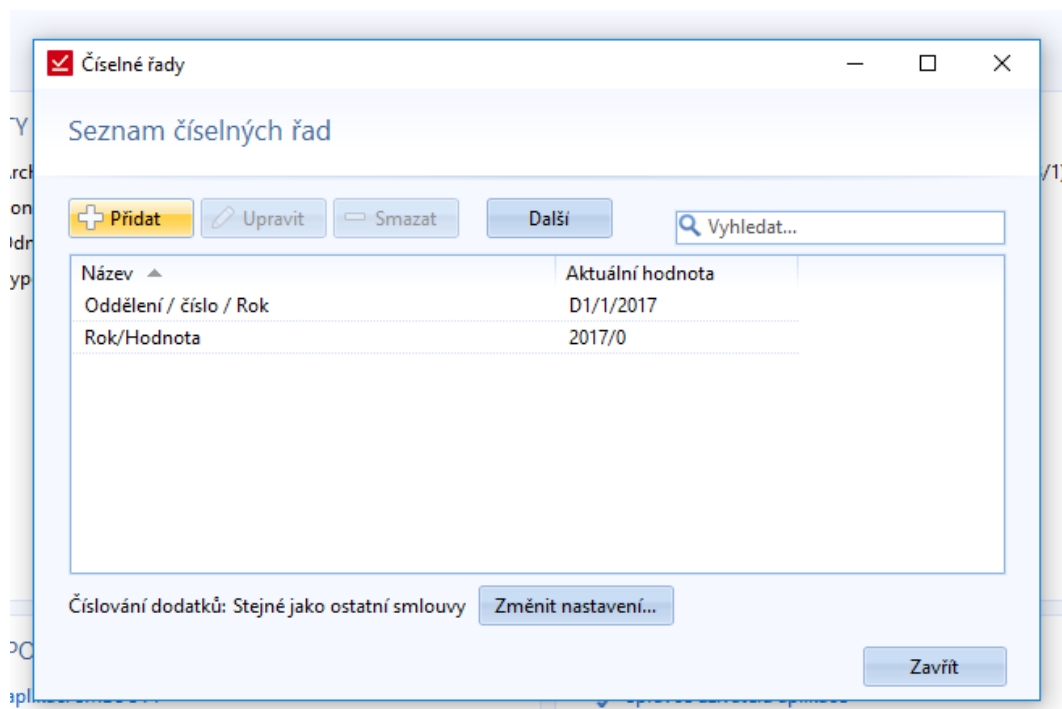 Číselné řady
Seznam číselných řad
Přidat Upravit Smazat Další Vyhledat...
Název Aktuální hodnota
Oddělení / číslo / Rok D1/1/2017
Rok/Hodnota 2017/0
Číslování dodatků: Stejné jako ostatní smlouvy Změnit nastavení...
Zavřít